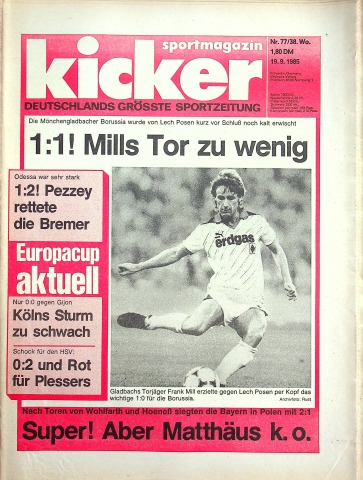 sportmagazin
kicker
DEUTSCHLANDS GRÖSSTE SPORTZEITUNG
Nr. 77/38. Wo.
1,80 DM
19. 9. 1985
Die Mönchengladbacher Borussia wurde von Lech Posen kurz vor Schluß noch kalt erwischt
1:1! Mills Tor zu wenig
Odessa war sehr stark
1:2! Pezzey
rettete
die Bremer
Europacup
aktuell
Nur 0:0 gegen Gijon
Kölns Sturm
zu schwach
Schock für den HSV:
0:2 und Rot
für Plessers
erdgas
Gladbachs Torjäger Frank Mill erzielte gegen Lech Posen per Kopf das
wichtige 1:0 für die Borussia.
Archivfoto: Rust
Nach Toren von Wohlfarth und Hoeneß siegten die Bayern in Polen mit 2:1
Super! Aber Matthäus k. o.